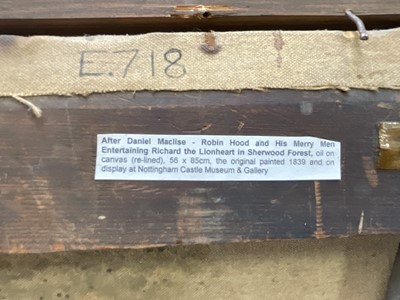 E.718
After Daniel Maclise - Robin Hood and His Merry Men
Entertaining Richard the Lionheart in Sherwood Forest, oil on
canvas (re-lined), 56 x 85cm, the original painted 1839 and on
display at Nottingham Castle Museum & Gallery